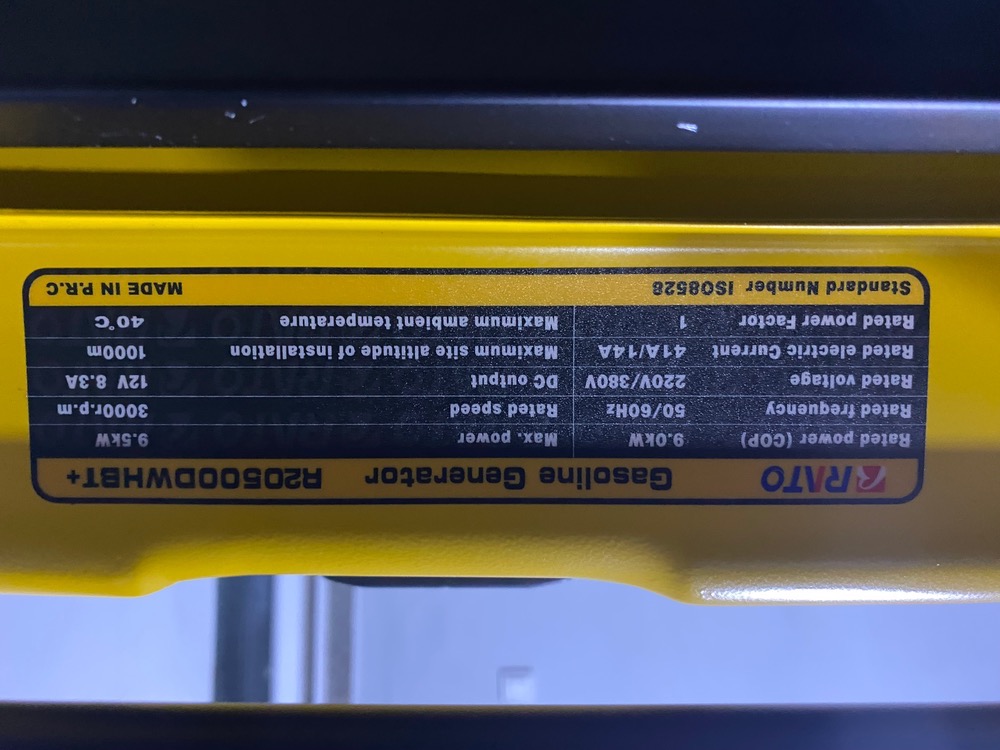 RATO Gasoline Generator R20500DWHBT+
Rated power (COP) 9.0kW Max. power 9.5kW
Rated frequency 50/60Hz Rated speed 3000r.p.m
Rated voltage 220V/380V DC output 12V 8.3A
Rated electric Current 41A/14A Maximum site altitude of installation 1000m
Rated power Factor 1 Maximum ambient temperature 40°C
Standard Number ISO8528 MADE IN P.R.C